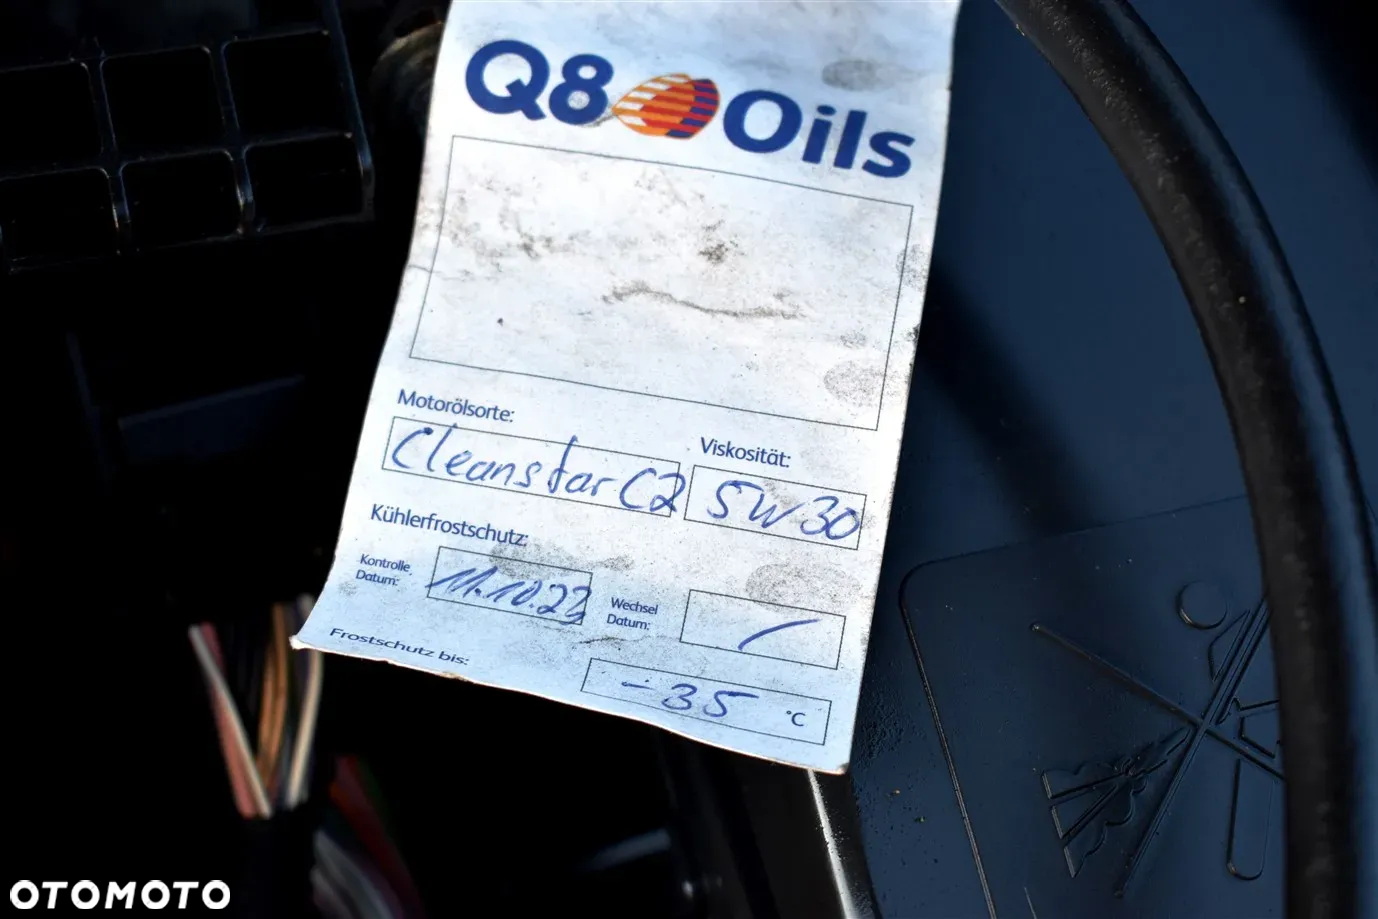 Q8 Oils
Motorölsorte:
Viskosität:
Cleanstar C2
5W30
Kühlerfrostschutz:
Kontrolle
Datum:
11.10.22
Wechsel
Datum:
/
Frostschutz bis:
-35 °C
OTOMOTO